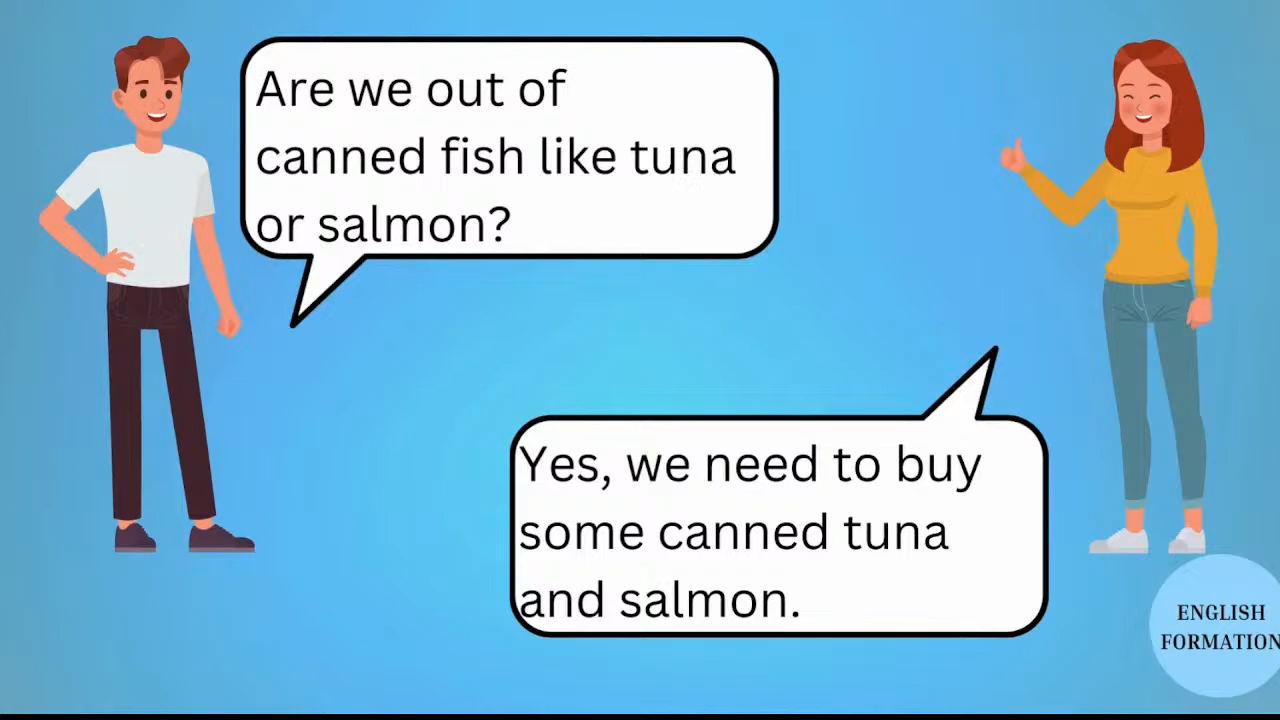 Are we out of
canned fish like tuna
or salmon?
Yes, we need to buy
some canned tuna
and salmon.
ENGLISH
FORMATION